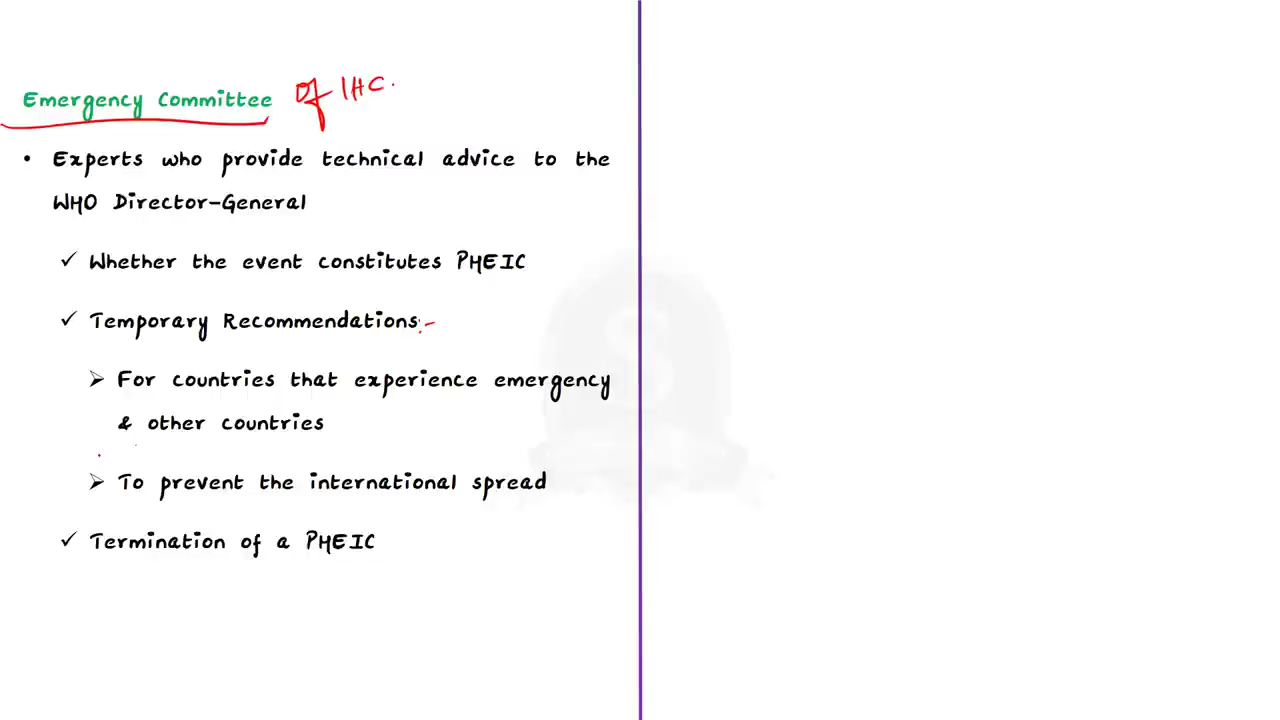 Emergency Committee Of IHC.
• Experts who provide technical advice to the
WHO Director-General
✓ Whether the event constitutes PHEIC
✓ Temporary Recommendations:-
➢ For countries that experience emergency
& other countries
➢ To prevent the international spread
✓ Termination of a PHEIC